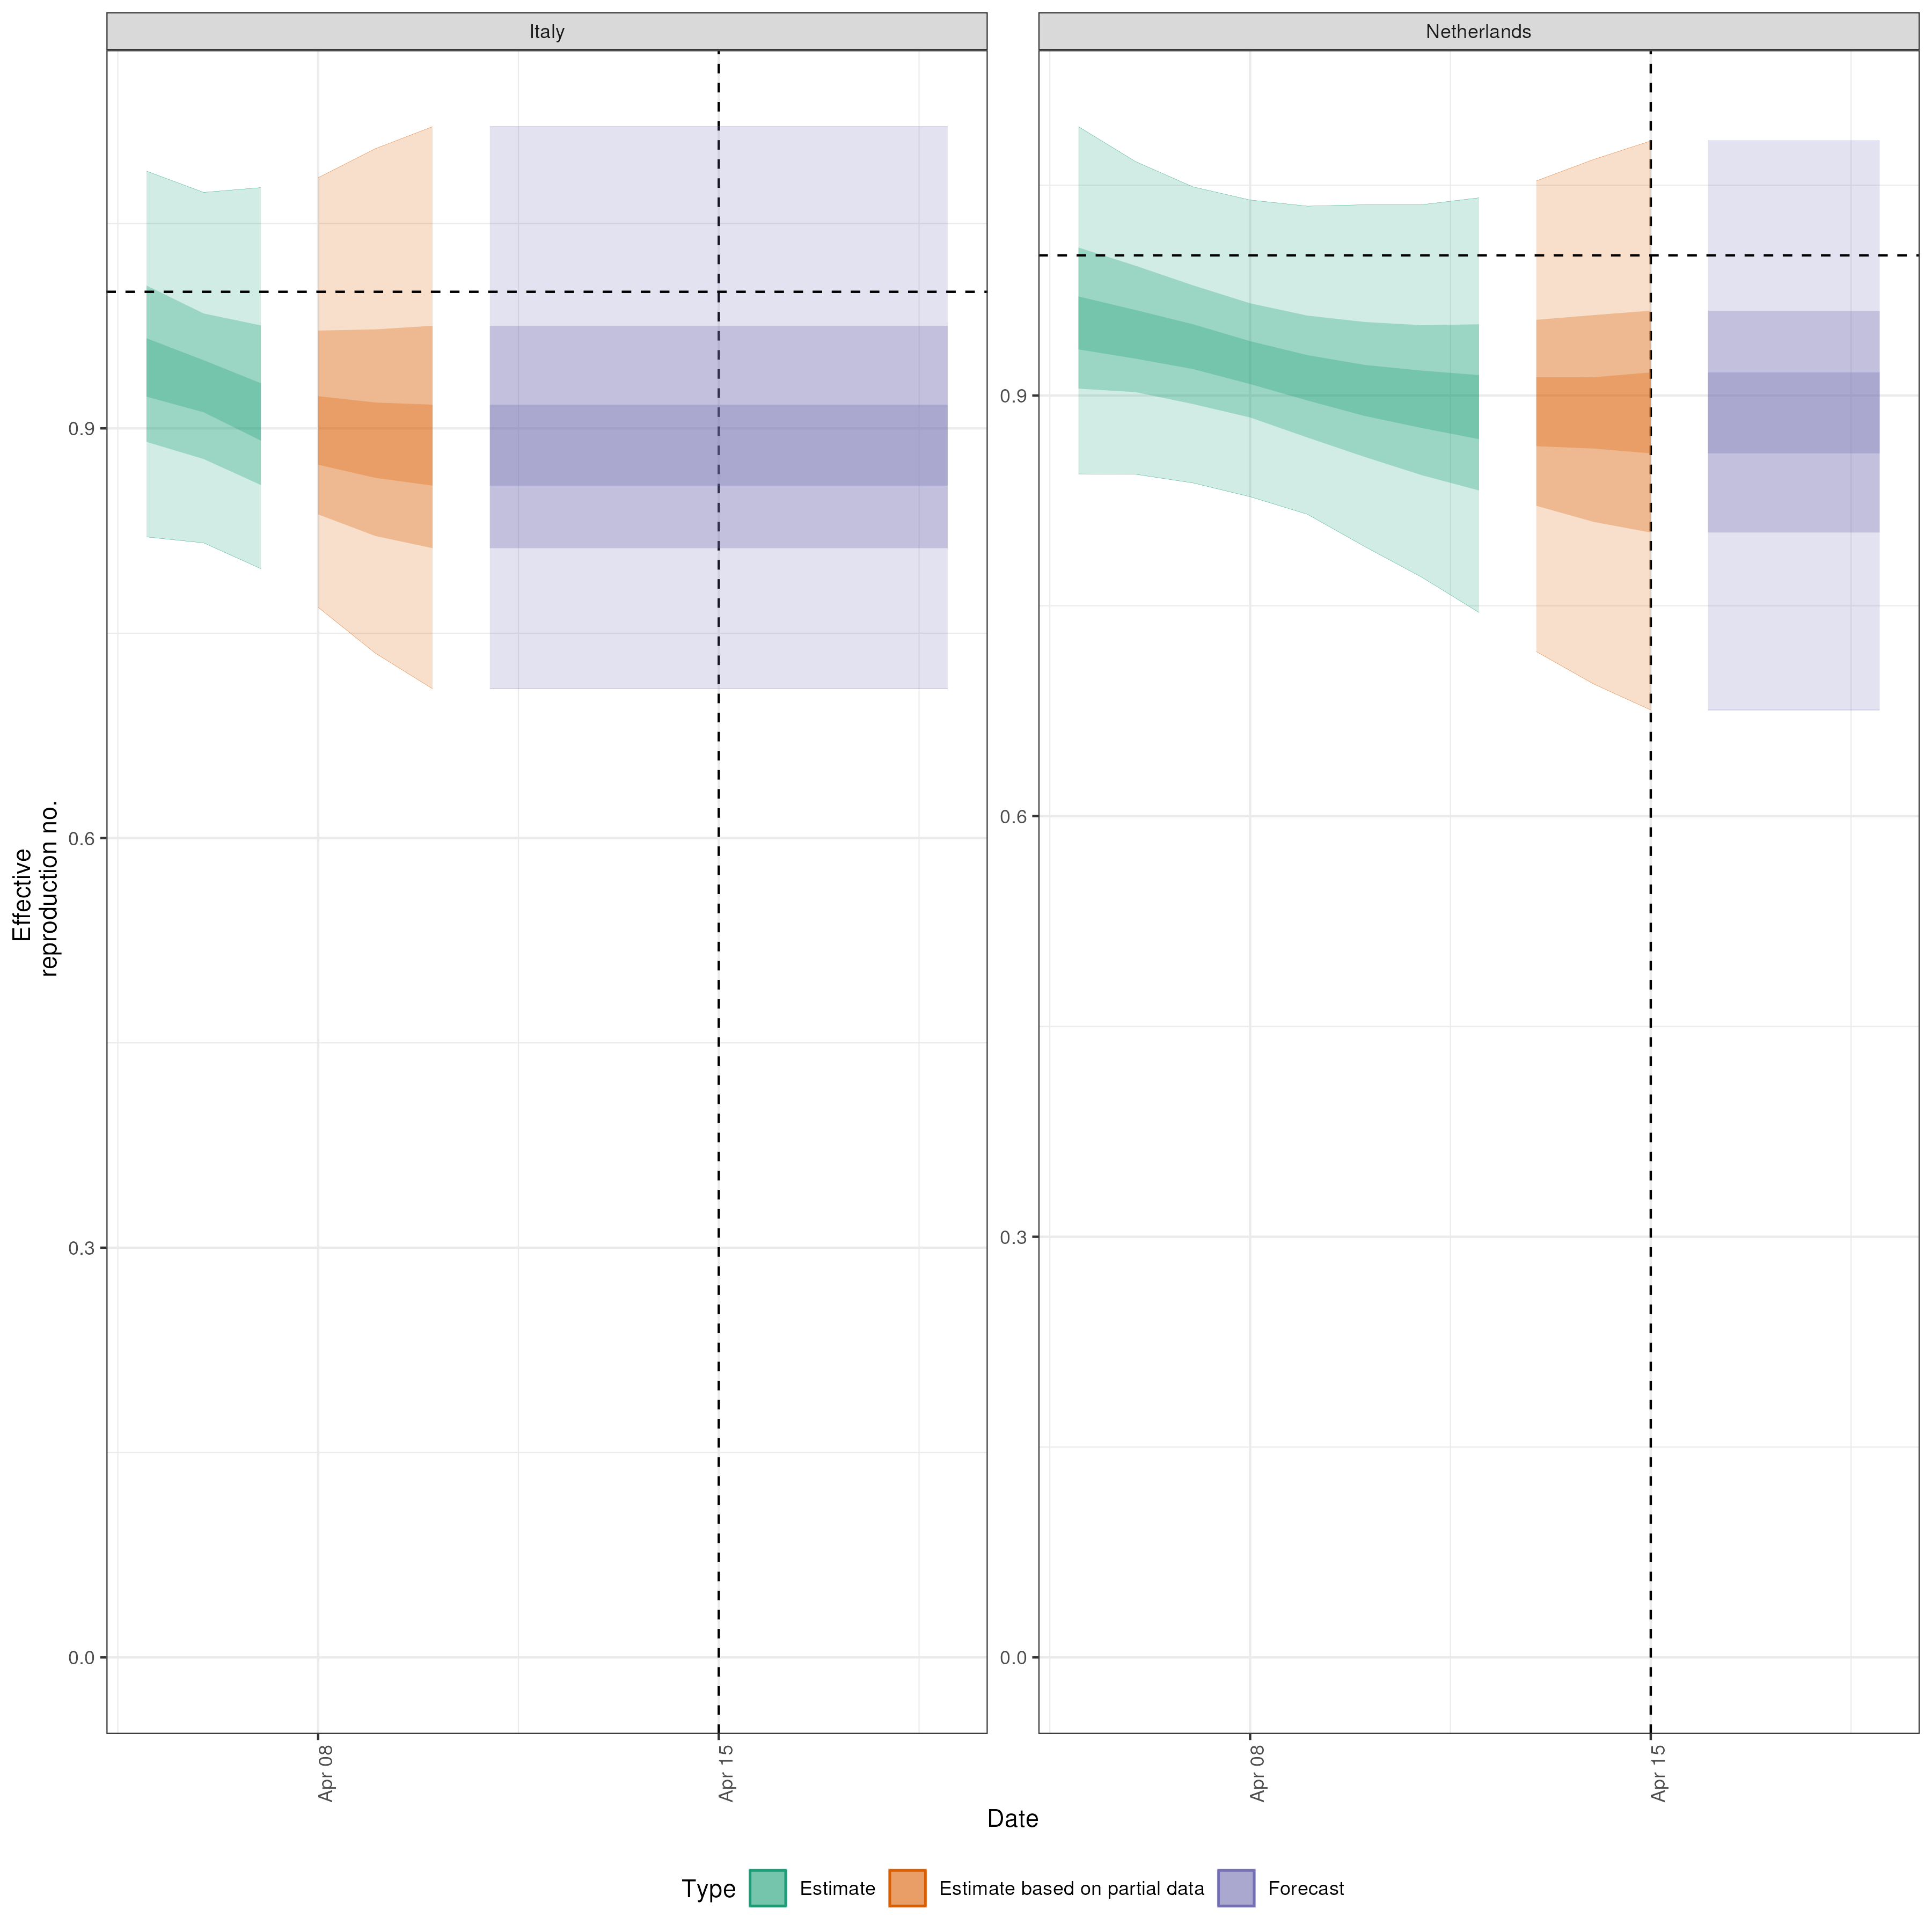 Italy
Netherlands
Effective
reproduction no.
0.9
0.6
0.3
0.0
0.9
0.6
0.3
0.0
Apr 08
Apr 15
Apr 08
Apr 15
Date
Type
Estimate
Estimate based on partial data
Forecast